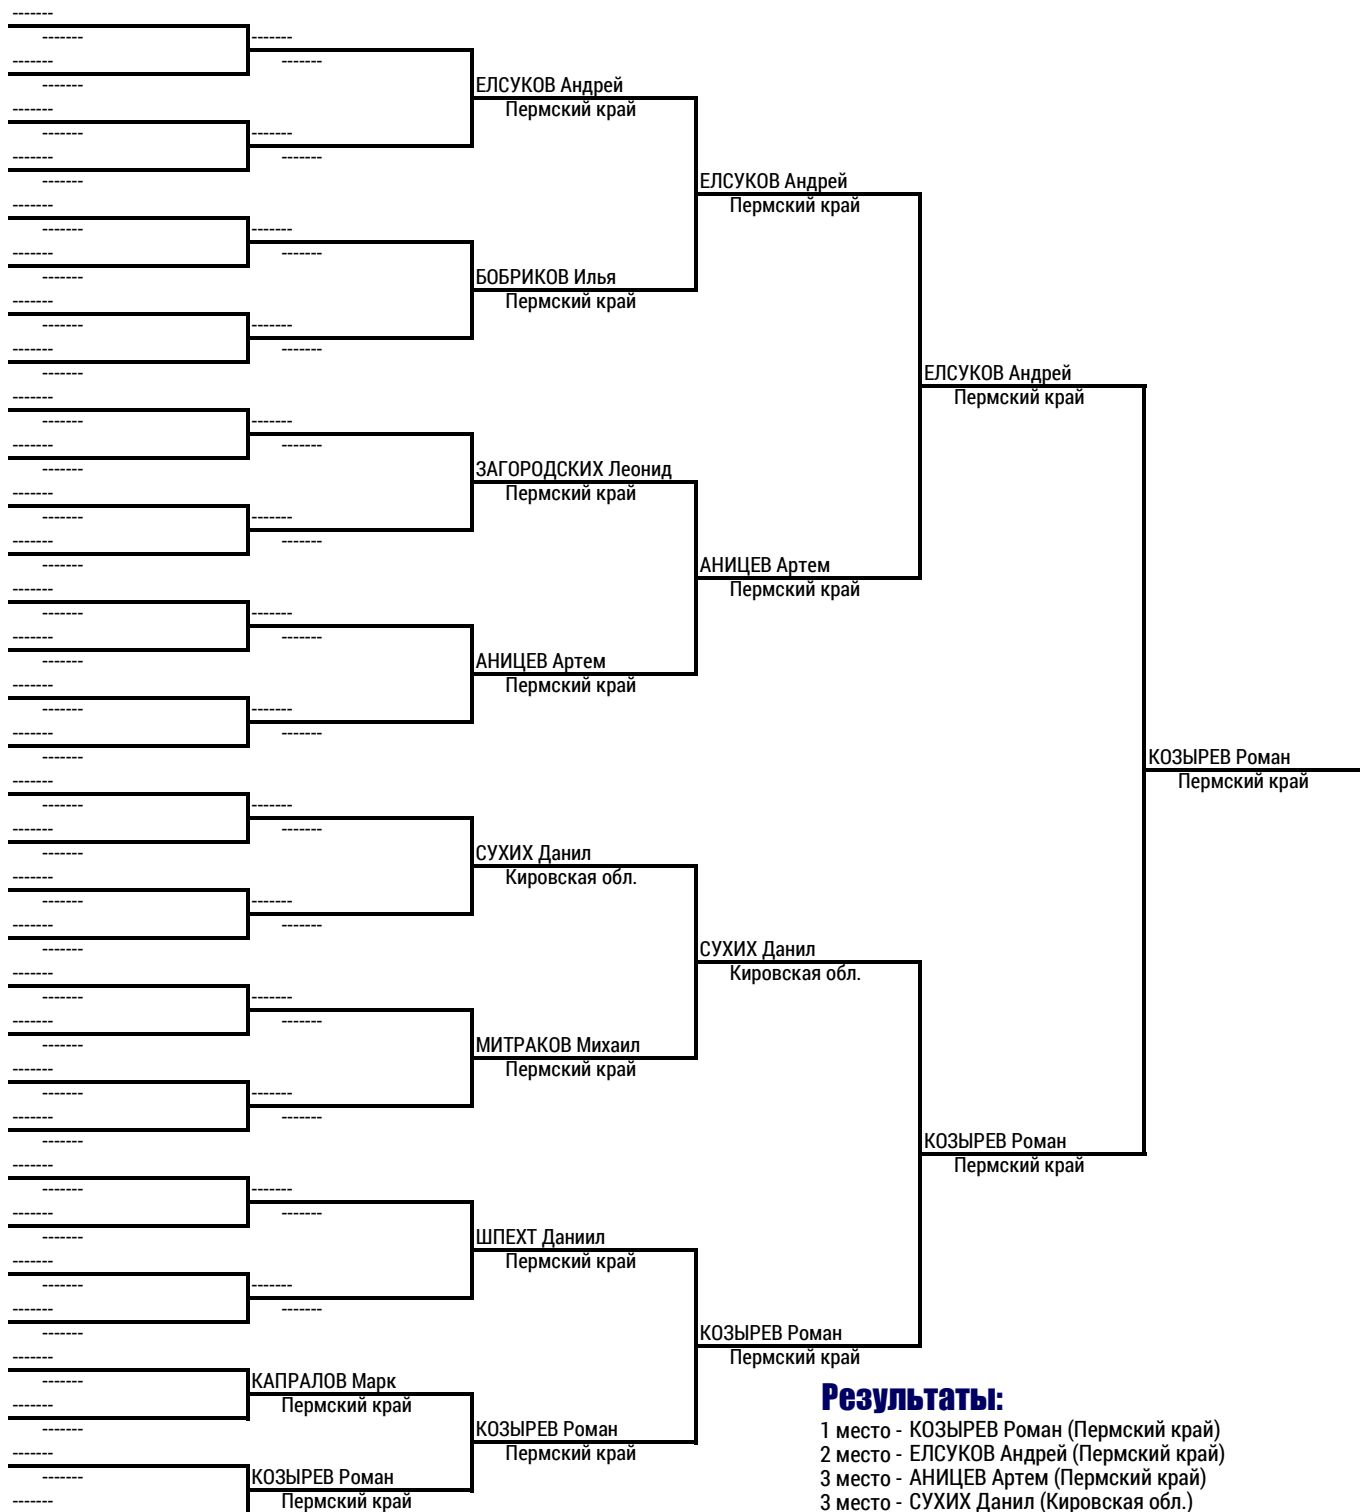 ЕЛСУКОВ Андрей
Пермский край
БОБРИКОВ Илья
Пермский край
ЗАГОРОДСКИХ Леонид
Пермский край
АНИЦЕВ Артем
Пермский край
СУХИХ Данил
Кировская обл.
МИТРАКОВ Михаил
Пермский край
ШПЕХТ Даниил
Пермский край
КАПРАЛОВ Марк
Пермский край
КОЗЫРЕВ Роман
Пермский край
КОЗЫРЕВ Роман
Пермский край
ЕЛСУКОВ Андрей
Пермский край
АНИЦЕВ Артем
Пермский край
СУХИХ Данил
Кировская обл.
КОЗЫРЕВ Роман
Пермский край
ЕЛСУКОВ Андрей
Пермский край
КОЗЫРЕВ Роман
Пермский край
КОЗЫРЕВ Роман
Пермский край
Результаты:
1 место - КОЗЫРЕВ Роман (Пермский край)
2 место - ЕЛСУКОВ Андрей (Пермский край)
3 место - АНИЦЕВ Артем (Пермский край)
3 место - СУХИХ Данил (Кировская обл.)